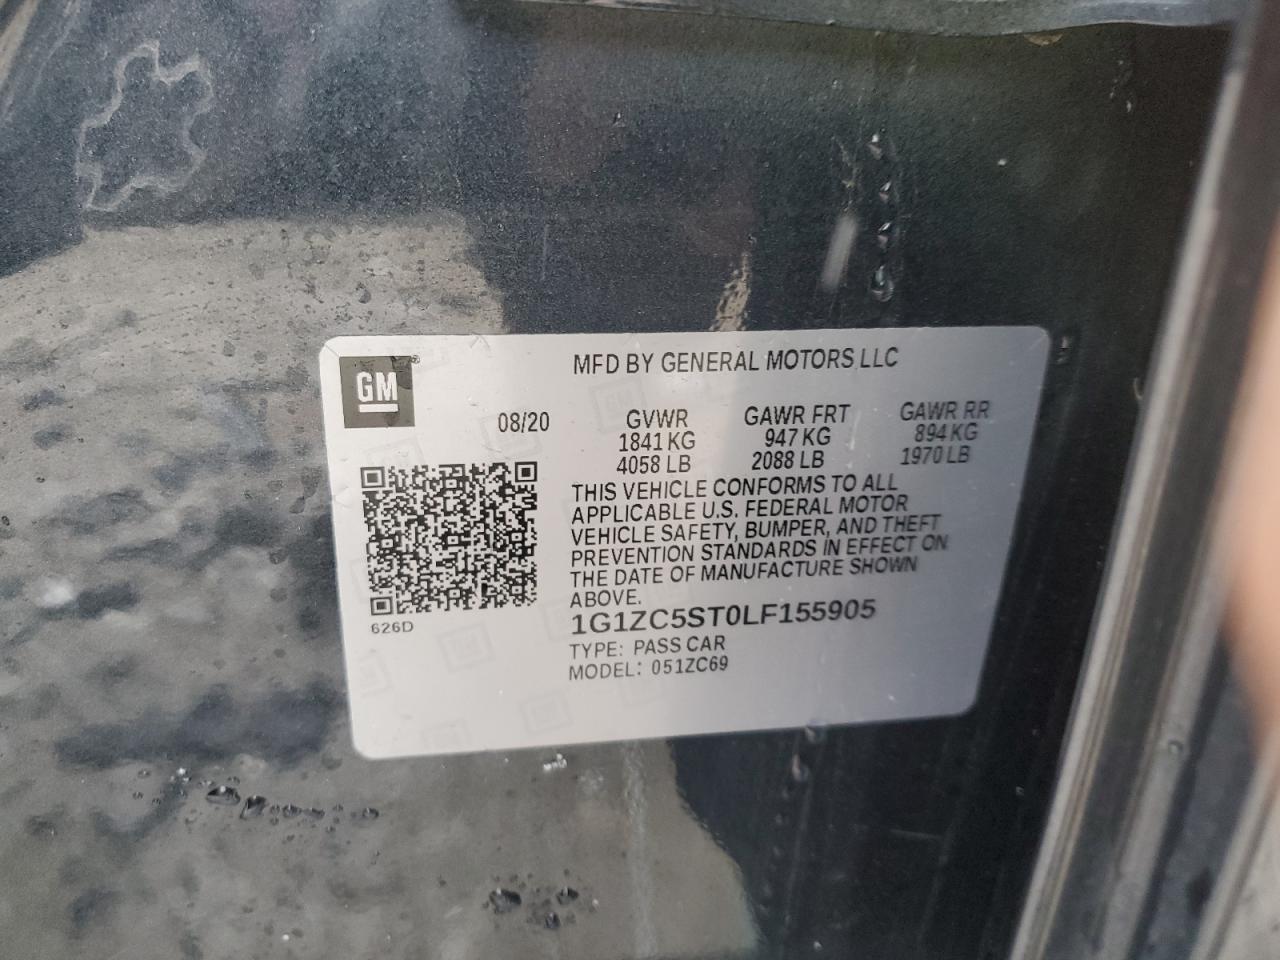 MFD BY GENERAL MOTORS LLC
GM®
08/20
GVWR
1841 KG
4058 LB
GAWR FRT
947 KG
2088 LB
GAWR RR
894 KG
1970 LB
THIS VEHICLE CONFORMS TO ALL
APPLICABLE U.S. FEDERAL MOTOR
VEHICLE SAFETY, BUMPER, AND THEFT
PREVENTION STANDARDS IN EFFECT ON
THE DATE OF MANUFACTURE SHOWN
ABOVE.
626D
1G1ZC5ST0LF155905
TYPE: PASS CAR
MODEL: 051ZC69